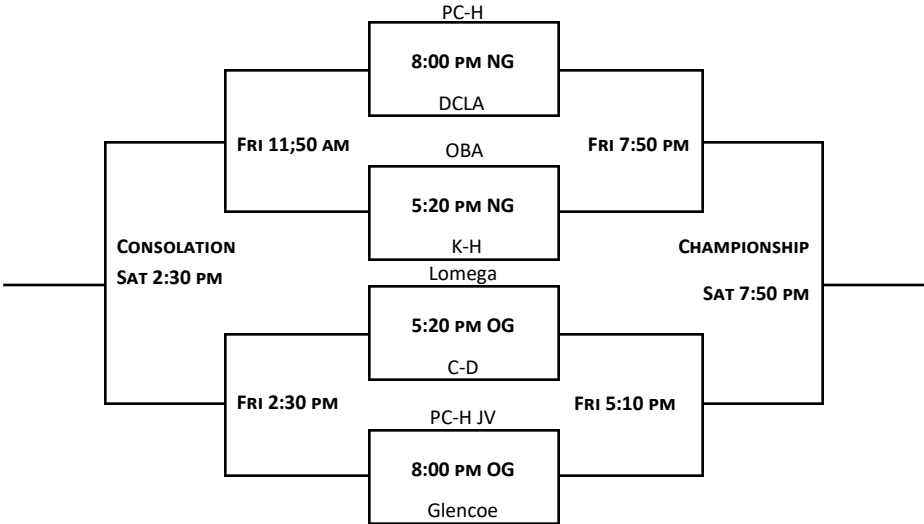 PC-H
8:00 PM NG
DCLA
FRI 11;50 AM
OBA
FRI 7:50 PM
5:20 PM NG
K-H
CONSOLATION
SAT 2:30 PM
Lomega
CHAMPIONSHIP
SAT 7:50 PM
5:20 PM OG
C-D
FRI 2:30 PM
PC-H JV
FRI 5:10 PM
8:00 PM OG
Glencoe